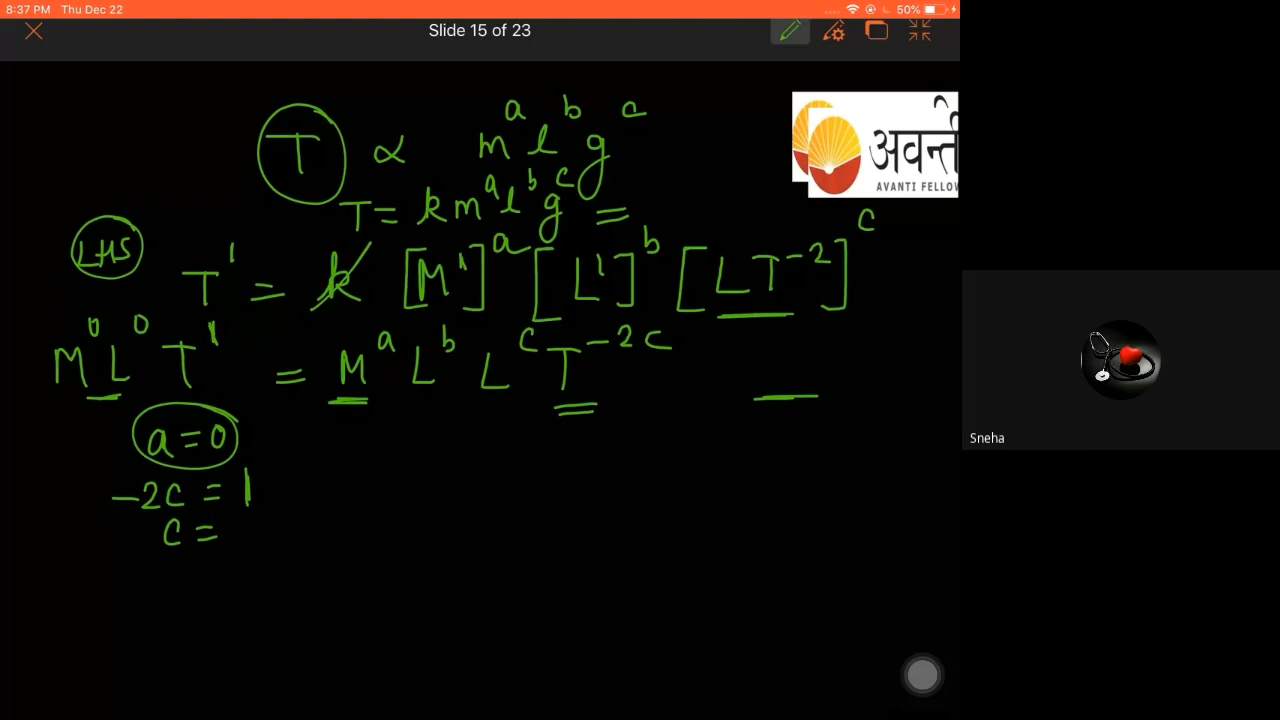 8:37 PM Thu Dec 22 50%
Slide 15 of 23
T ∝ m^a l^b g^c
T = k m^a l^b g^c =
अवन्ती
AVANTI FELLOW
LHS
T^1 = k [M^1]^a [L^1]^b [LT^-2]^c
M^0 L^0 T^1 = M^a L^b L^c T^-2c
a = 0
-2c = 1
c =
Sneha